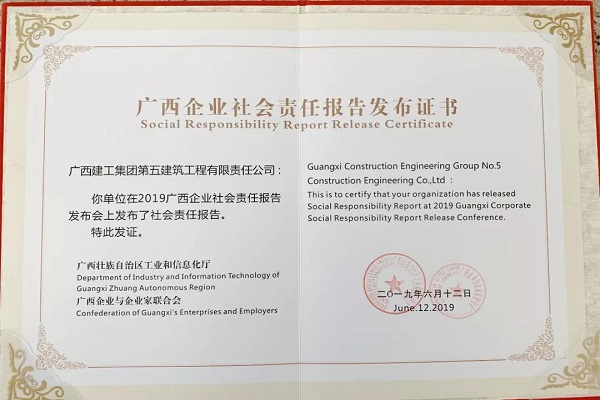 广西企业社会责任报告发布证书
Social Responsibility Report Release Certificate
广西建工集团第五建筑工程有限责任公司：
你单位在2019广西企业社会责任报告
发布会上发布了社会责任报告。
特此发证。
广西壮族自治区工业和信息化厅
Department of Industry and Information Technology of
Guangxi Zhuang Autonomous Region
广西企业与企业家联合会
Confederation of Guangxi's Enterprises and Employers
Guangxi Construction Engineering Group No.5
Construction Engineering Co.,Ltd :
This is to certify that your organization has released
Social Responsibility Report at 2019 Guangxi Corporate
Social Responsibility Report Release Conference.
二〇一九年六月十二日
June.12.2019